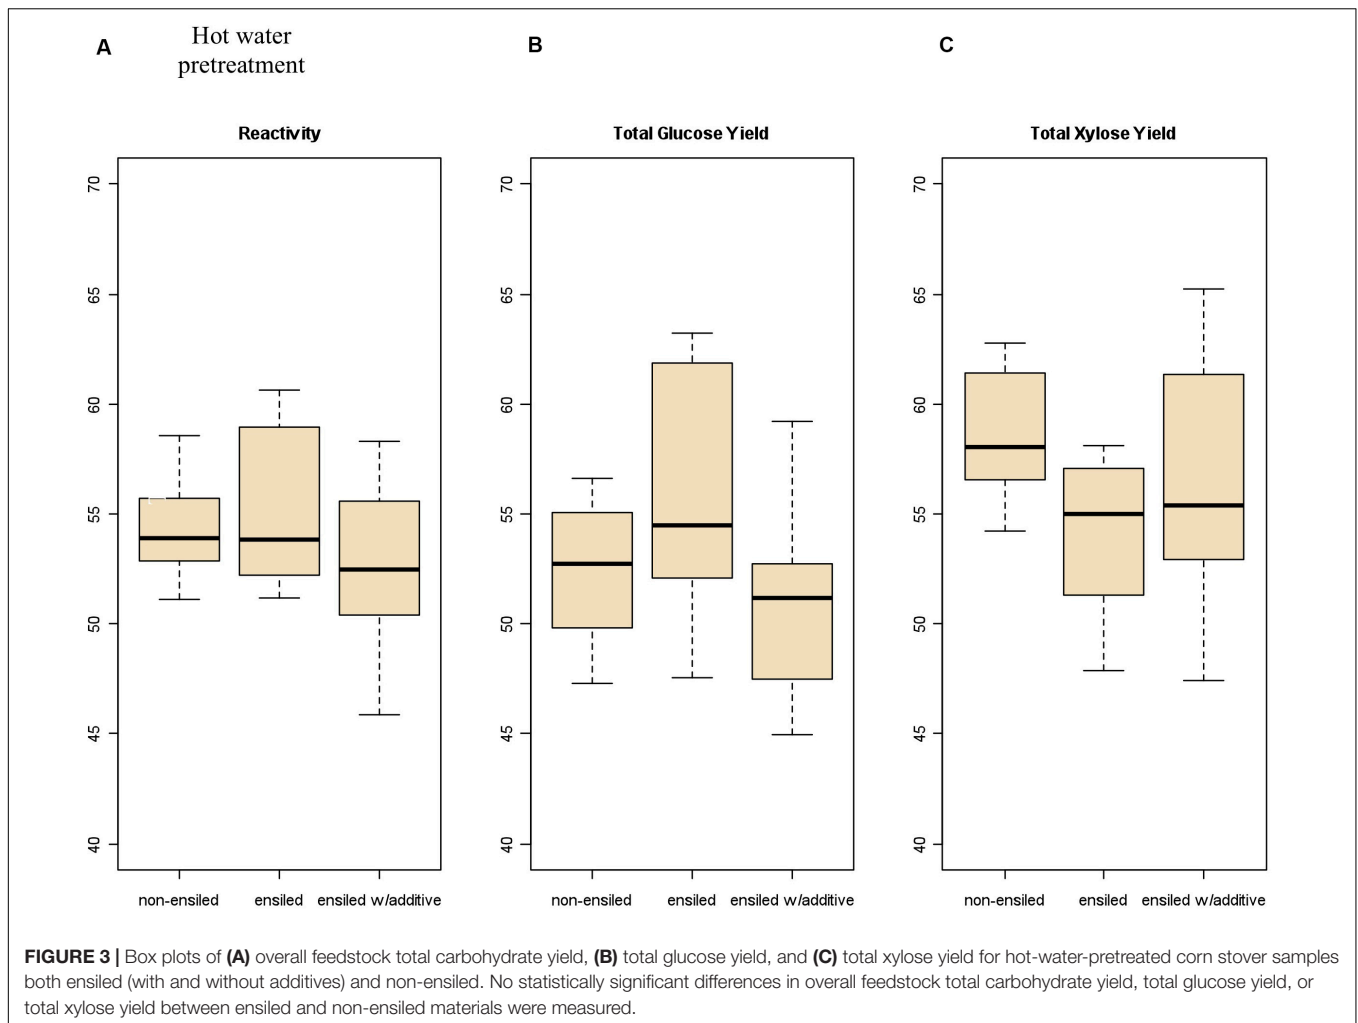 A
Hot water
pretreatment
B
C
Reactivity
Total Glucose Yield
Total Xylose Yield
70
65
60
55
50
45
40
non-ensiled ensiled ensiled w/additive
70
65
60
55
50
45
40
non-ensiled ensiled ensiled w/additive
70
65
60
55
50
45
40
non-ensiled ensiled ensiled w/additive
FIGURE 3 | Box plots of (A) overall feedstock total carbohydrate yield, (B) total glucose yield, and (C) total xylose yield for hot-water-pretreated corn stover samples
both ensiled (with and without additives) and non-ensiled. No statistically significant differences in overall feedstock total carbohydrate yield, total glucose yield, or
total xylose yield between ensiled and non-ensiled materials were measured.